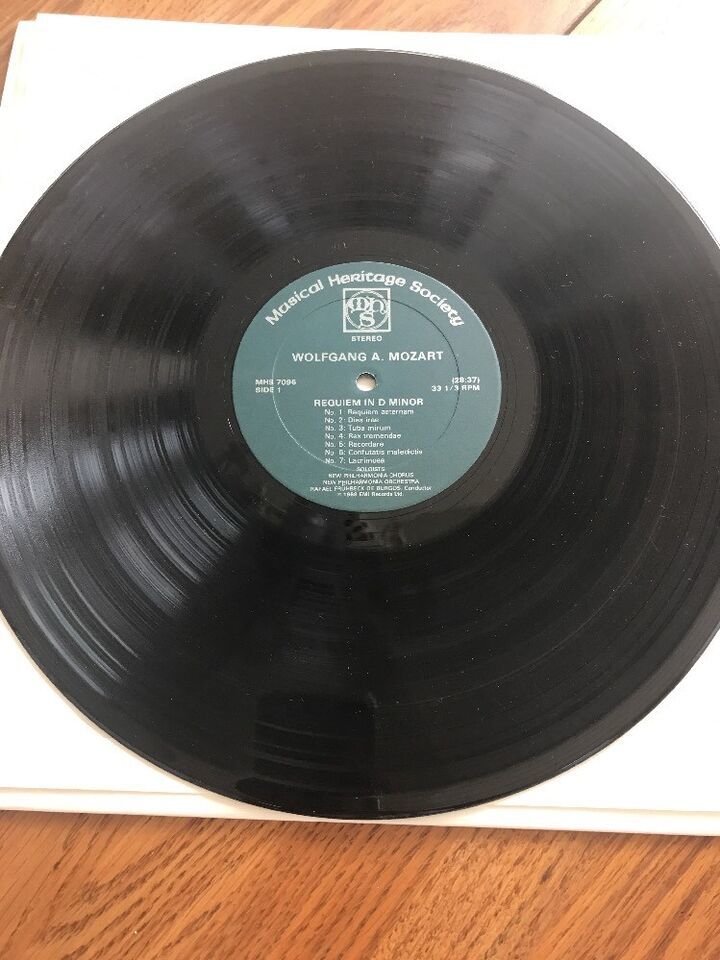 Musical Heritage Society
mhs
STEREO
WOLFGANG A. MOZART
MHS 7096 (28:37)
SIDE 1 33 1/3 RPM
REQUIEM IN D MINOR
No. 1: Requiem aeternam
No. 2: Dies irae
No. 3: Tuba mirum
No. 4: Rex tremendae
No. 5: Recordare
No. 6: Confutatis maledictis
No. 7: Lacrimosa
SOLOISTS
NEW PHILHARMONIA CHORUS
NEW PHILHARMONIA ORCHESTRA
RAFAEL FRÜHBECK DE BURGOS, Conductor
℗ 1968 EMI Records Ltd.